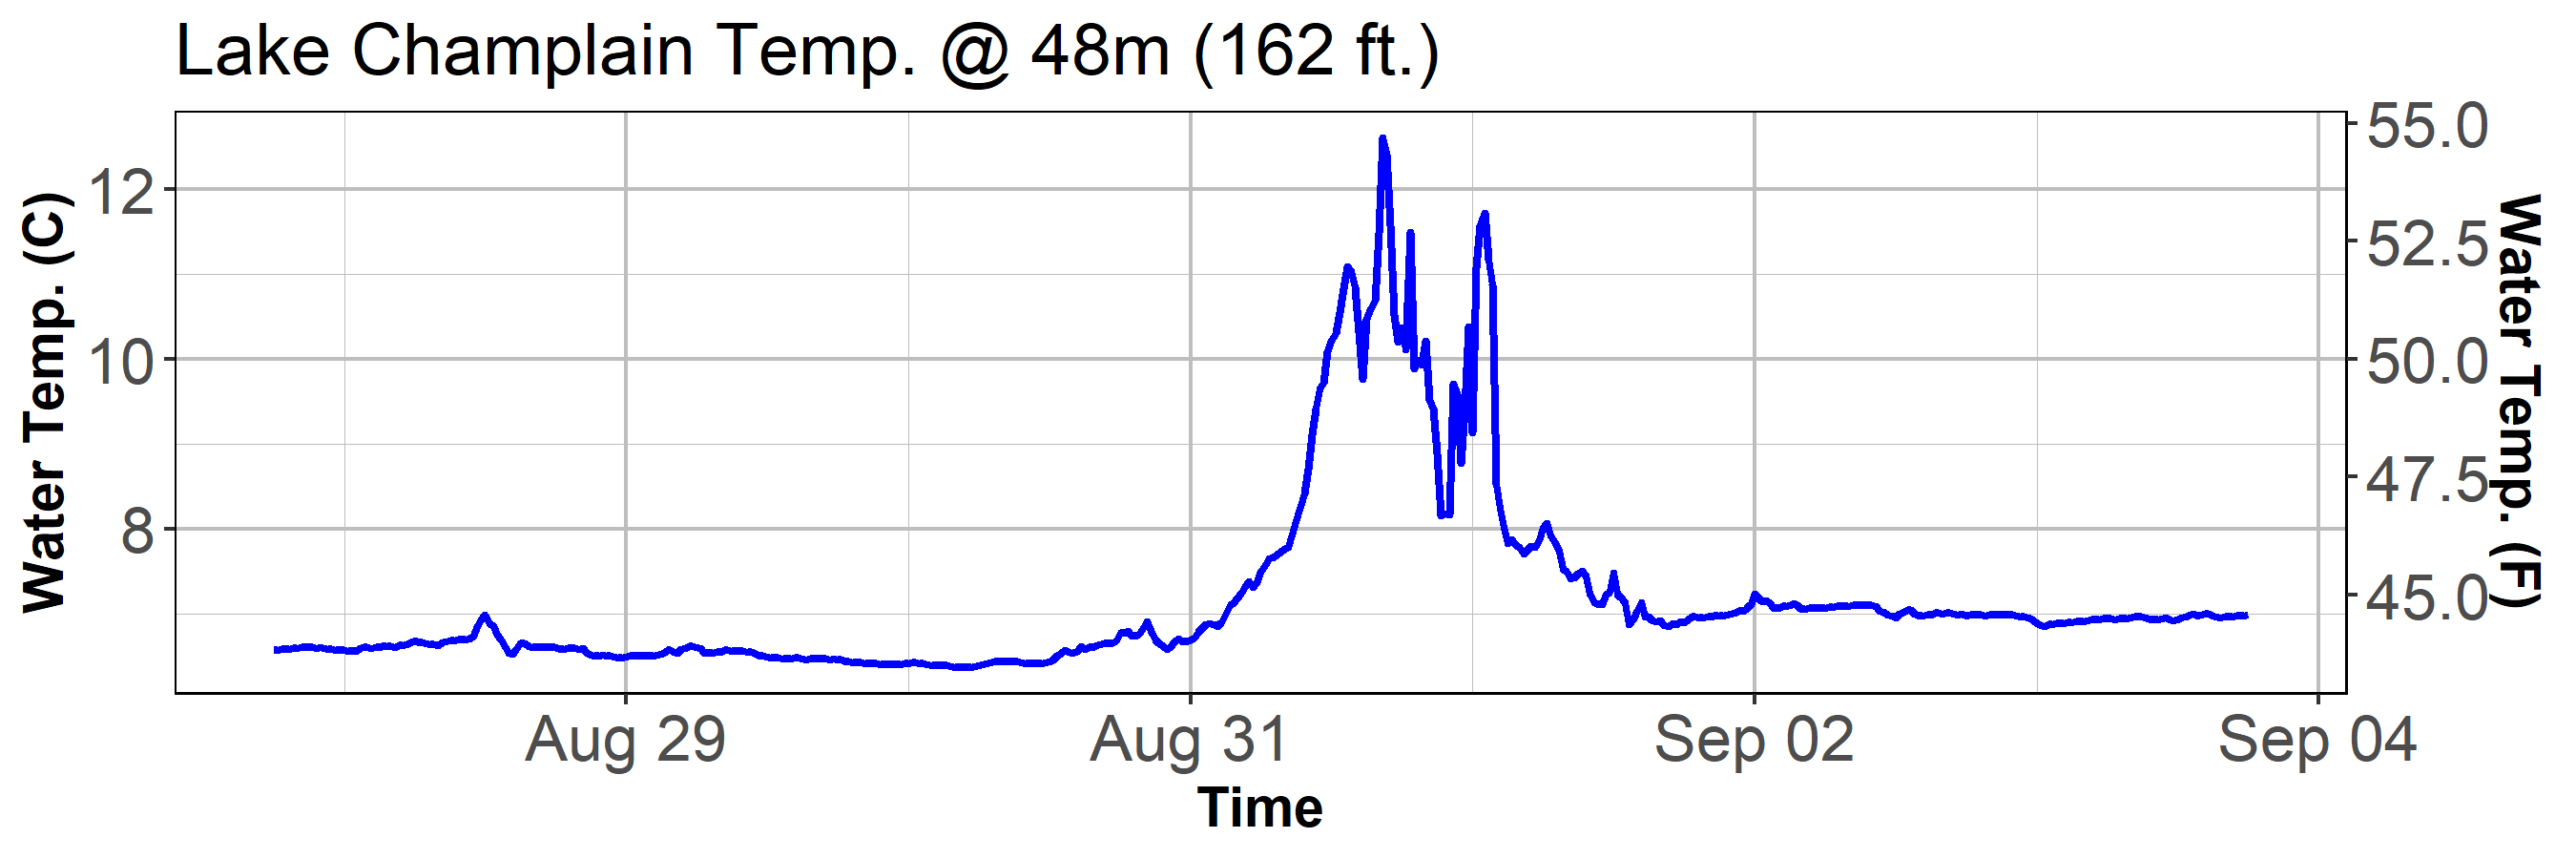 Lake Champlain Temp. @ 48m (162 ft.)
Water Temp. (C)
12
10
8
55.0
52.5
50.0
47.5
45.0
Water Temp. (F)
Aug 29
Aug 31
Sep 02
Sep 04
Time